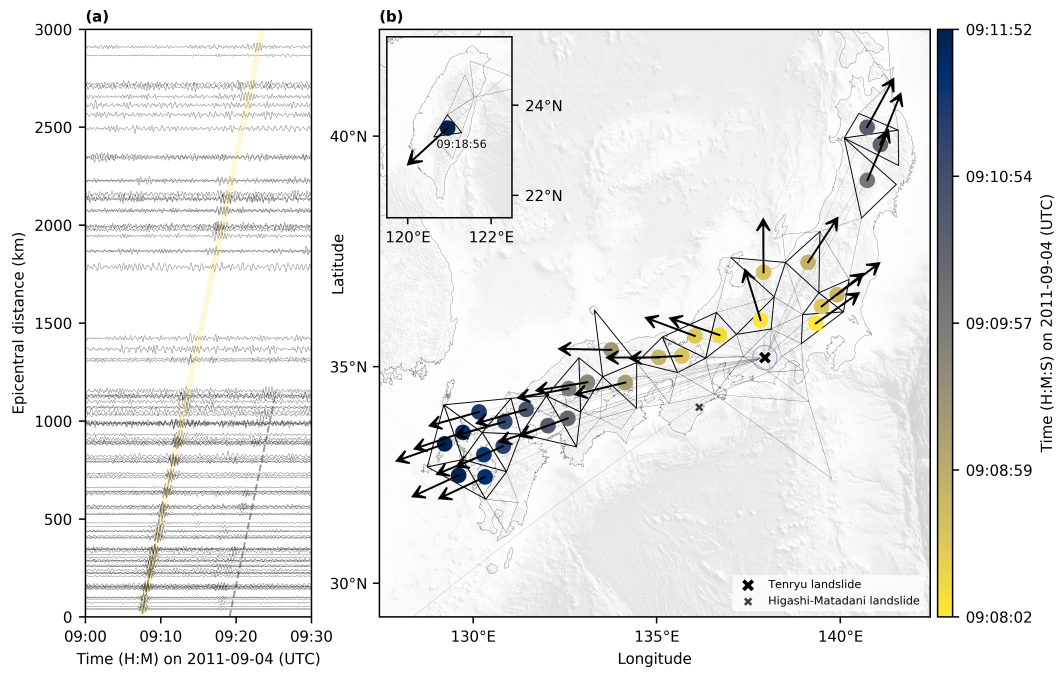 (a)
3000
2500
2000
1500
1000
500
0
Epicentral distance (km)
09:00
09:10
09:20
09:30
Time (H:M) on 2011-09-04 (UTC)
(b)
24°N
22°N
120°E
122°E
09:18:56
40°N
35°N
30°N
Latitude
130°E
135°E
140°E
Longitude
Tenryu landslide
Higashi-Matadani landslide
09:11:52
09:10:54
09:09:57
09:08:59
09:08:02
Time (H:M:S) on 2011-09-04 (UTC)